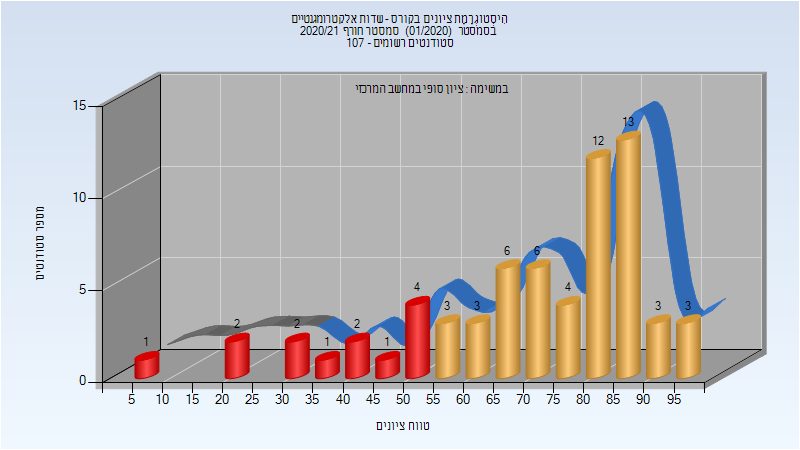 היסטוגרמת ציונים בקורס - שדות אלקטרומגנטיים
בסמסטר (01/2020) סמסטר חורף 2020/21
סטודנטים רשומים - 107
במשימה : ציון סופי במחשב המרכזי
מספר סטודנטים
15
10
5
0
1 2 2 1 2 1 4 3 3 6 6 4 12 13 3 3
5 10 15 20 25 30 35 40 45 50 55 60 65 70 75 80 85 90 95
טווח ציונים